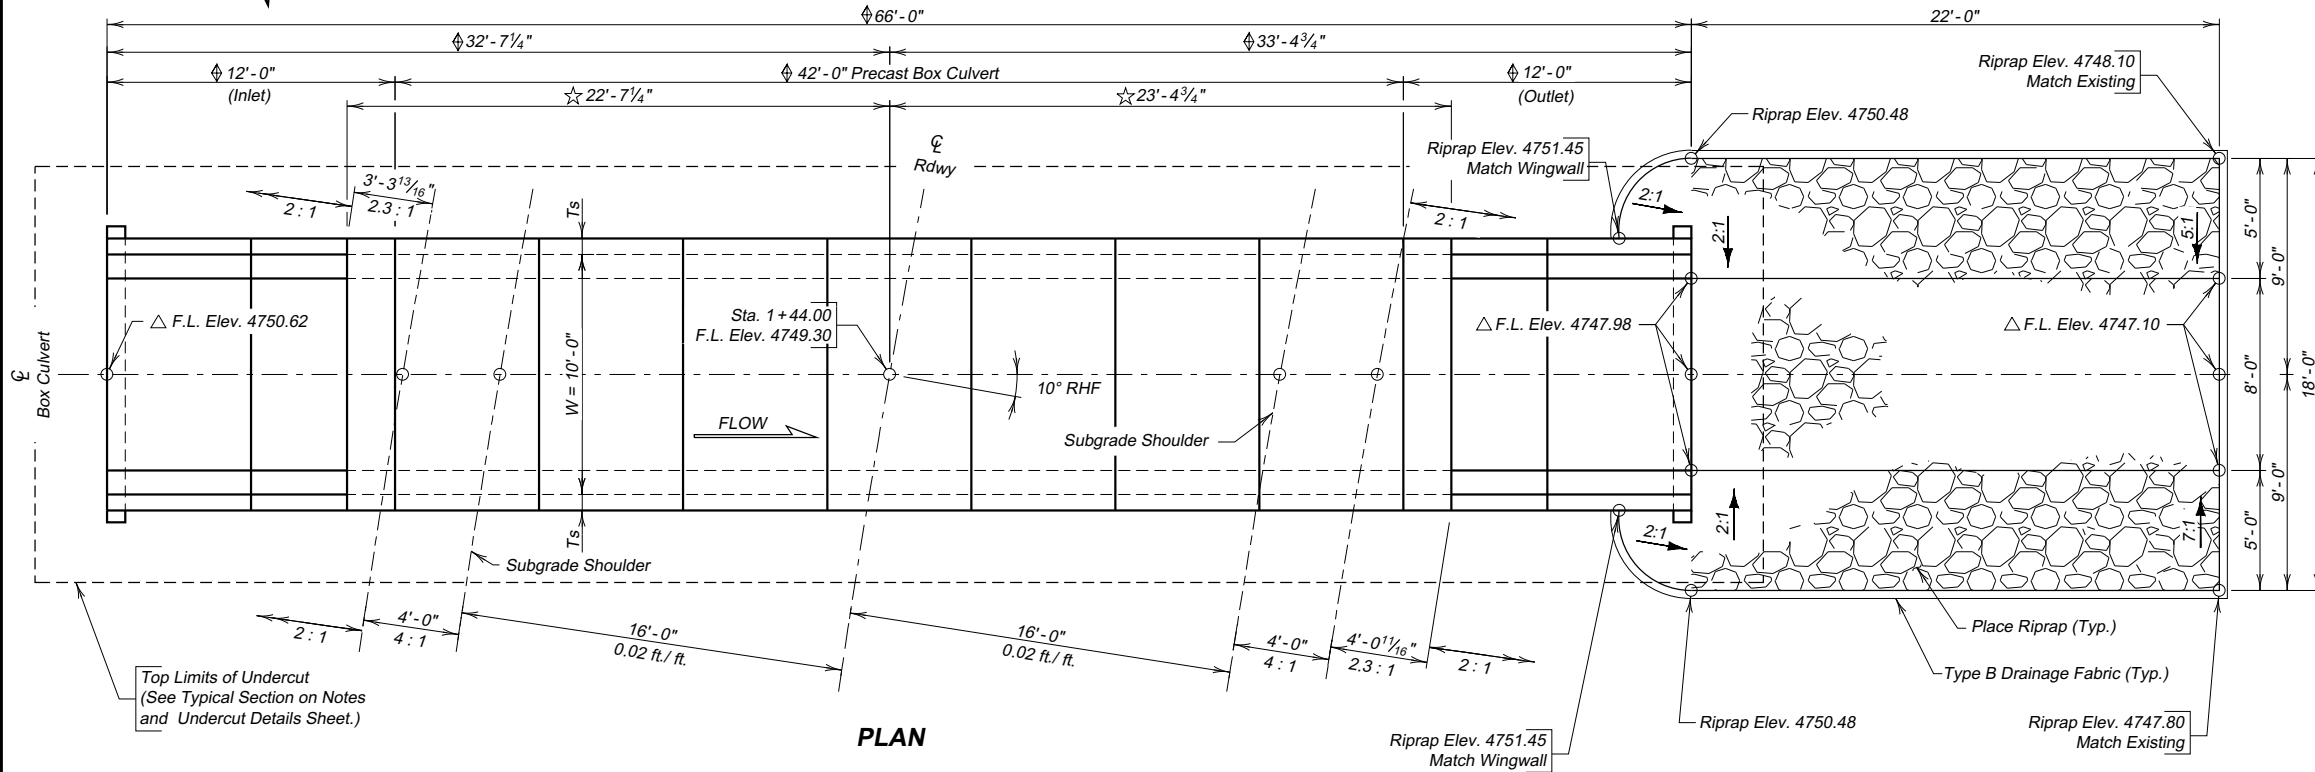 ⌖66'-0"
22'-0"
⌖32'-7¼"
⌖33'-4¾"
⌖12'-0"
(Inlet)
⌖42'-0" Precast Box Culvert
⌖12'-0"
(Outlet)
☆22'-7¼"
☆23'-4¾"
Riprap Elev. 4748.10
Match Existing
Riprap Elev. 4750.48
Riprap Elev. 4751.45
Match Wingwall
℄
Rdwy
3'-3¹³⁄₁₆"
2.3 : 1
2 : 1
Ts
2 : 1
2:1
2:1
5:1
5'-0"
9'-0"
18'-0"
8'-0"
9'-0"
5'-0"
℄
Box Culvert
△ F.L. Elev. 4750.62
W = 10'-0"
Sta. 1+44.00
F.L. Elev. 4749.30
10° RHF
FLOW
Subgrade Shoulder
△ F.L. Elev. 4747.98
△ F.L. Elev. 4747.10
Ts
Subgrade Shoulder
2:1
2:1
7:1
2 : 1
4'-0"
4 : 1
16'-0"
0.02 ft./ ft.
16'-0"
0.02 ft./ ft.
4'-0"
4 : 1
4'-0¹¹⁄₁₆"
2.3 : 1
2 : 1
Place Riprap (Typ.)
Type B Drainage Fabric (Typ.)
Top Limits of Undercut
(See Typical Section on Notes
and Undercut Details Sheet.)
PLAN
Riprap Elev. 4751.45
Match Wingwall
Riprap Elev. 4750.48
Riprap Elev. 4747.80
Match Existing